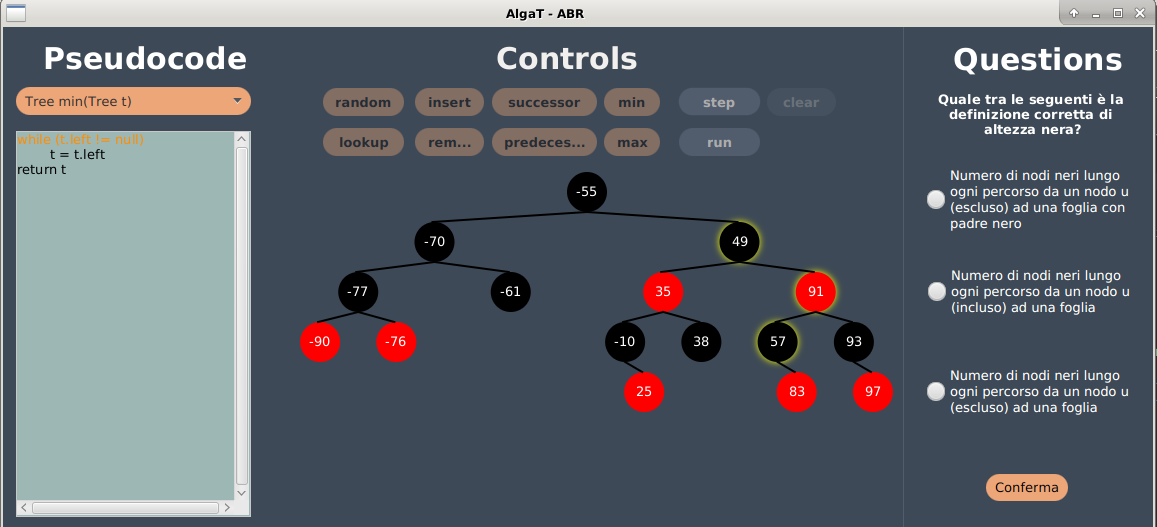 AlgaT - ABR
Pseudocode
Tree min(Tree t)
while (t.left != null)
t = t.left
return t
Controls
random insert successor min step clear
lookup rem... predeces... max run
-55
-70 49
-77 -61 35 91
-90 -76 -10 38 57 93
25 83 97
Questions
Quale tra le seguenti è la
definizione corretta di
altezza nera?
Numero di nodi neri lungo
ogni percorso da un nodo u
(escluso) ad una foglia con
padre nero
Numero di nodi neri lungo
ogni percorso da un nodo u
(incluso) ad una foglia
Numero di nodi neri lungo
ogni percorso da un nodo u
(escluso) ad una foglia
Conferma